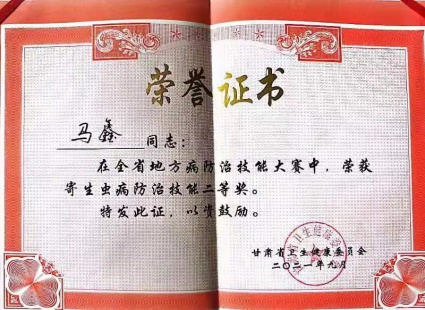 荣誉证书
马鑫 同志：
在全省地方病防治技能大赛中，荣获
寄生虫病防治技能二等奖。
特发此证，以资鼓励。
甘肃省卫生健康委员会
二〇二一年九月